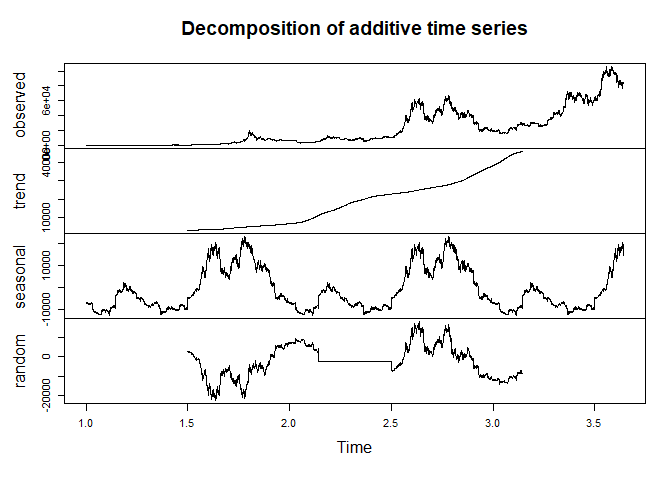 Decomposition of additive time series
observed
6e+04
trend
40000
10000
seasonal
10000
-10000
random
0
-20000
1.0 1.5 2.0 2.5 3.0 3.5
Time